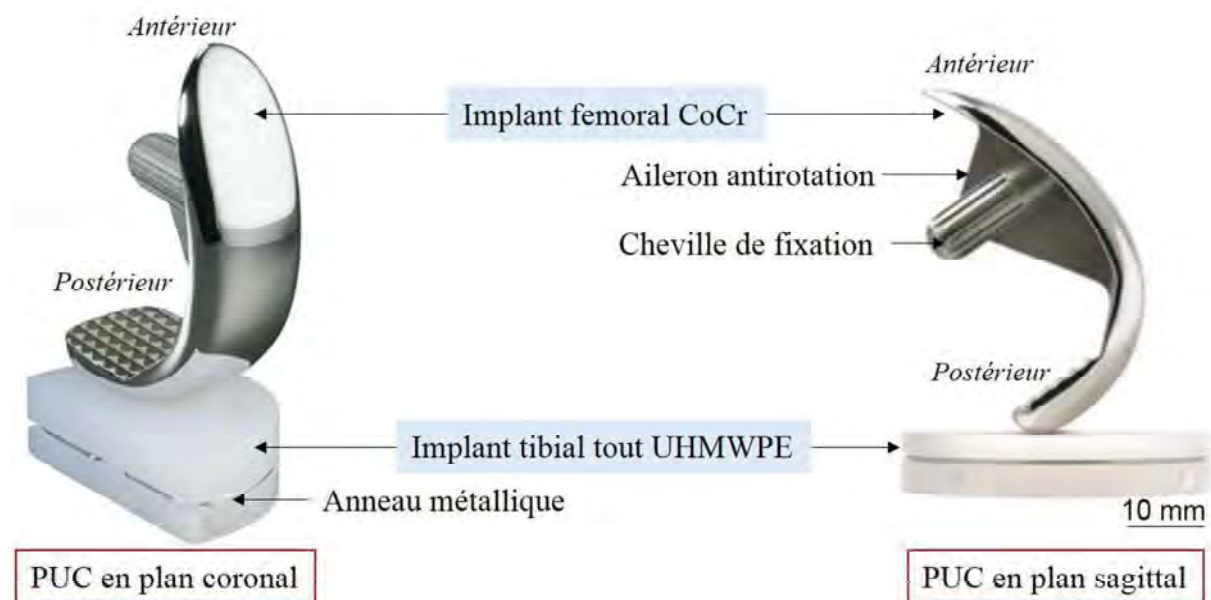 Antérieur
Antérieur
Implant femoral CoCr
Aileron antirotation
Cheville de fixation
Postérieur
Postérieur
Implant tibial tout UHMWPE
Anneau métallique
10 mm
PUC en plan coronal
PUC en plan sagittal